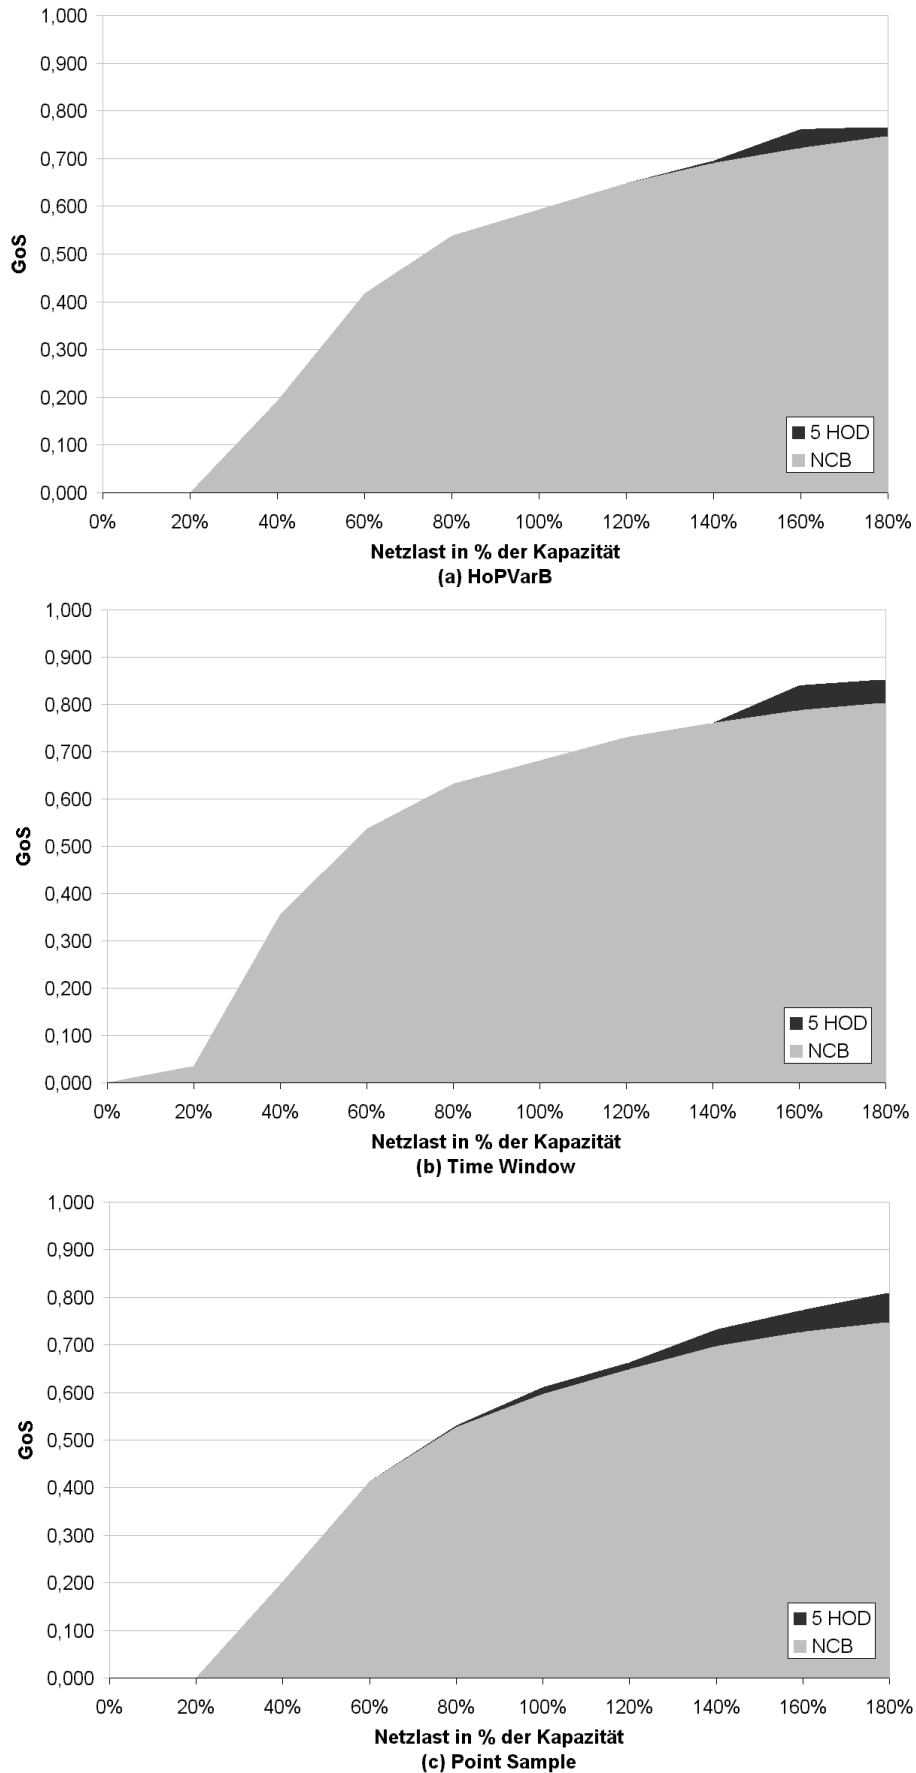 1,000
0,900
0,800
0,700
0,600
0,500
0,400
0,300
0,200
0,100
0,000
GoS
5 HOD
NCB
0% 20% 40% 60% 80% 100% 120% 140% 160% 180%
Netzlast in % der Kapazität
(a) HoPVarB
1,000
0,900
0,800
0,700
0,600
0,500
0,400
0,300
0,200
0,100
0,000
GoS
5 HOD
NCB
0% 20% 40% 60% 80% 100% 120% 140% 160% 180%
Netzlast in % der Kapazität
(b) Time Window
1,000
0,900
0,800
0,700
0,600
0,500
0,400
0,300
0,200
0,100
0,000
GoS
5 HOD
NCB
0% 20% 40% 60% 80% 100% 120% 140% 160% 180%
Netzlast in % der Kapazität
(c) Point Sample